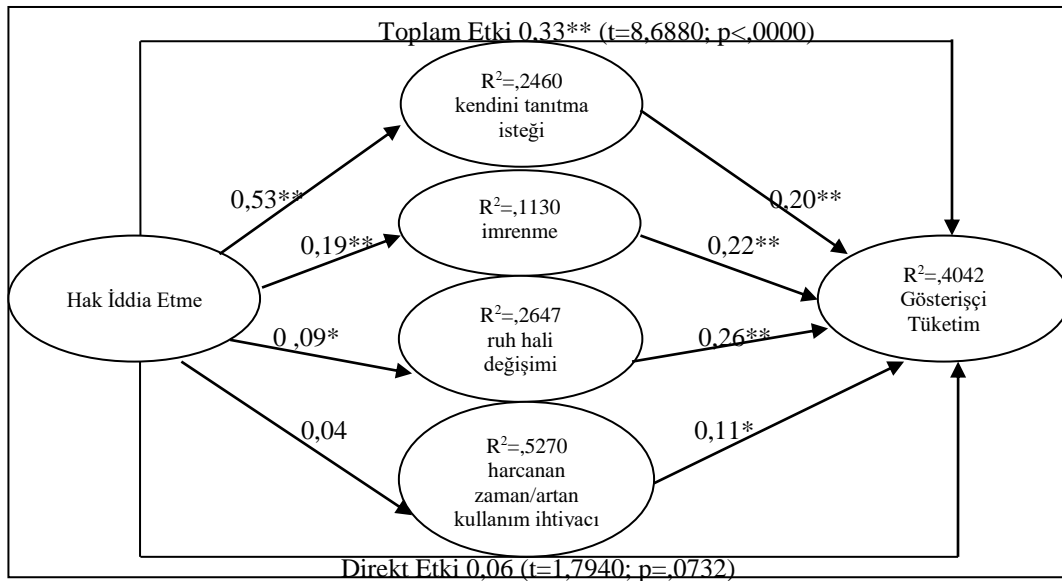 Toplam Etki 0,33** (t=8,6880; p<,0000)
R²=,2460
kendini tanıtma
isteği
0,53**
0,20**
R²=,1130
imrenme
0,19**
0,22**
Hak İddia Etme
R²=,4042
Gösterişçi
Tüketim
R²=,2647
ruh hali
değişimi
0 ,09*
0,26**
0,04
0,11*
R²=,5270
harcanan
zaman/artan
kullanım ihtiyacı
Direkt Etki 0,06 (t=1,7940; p=,0732)